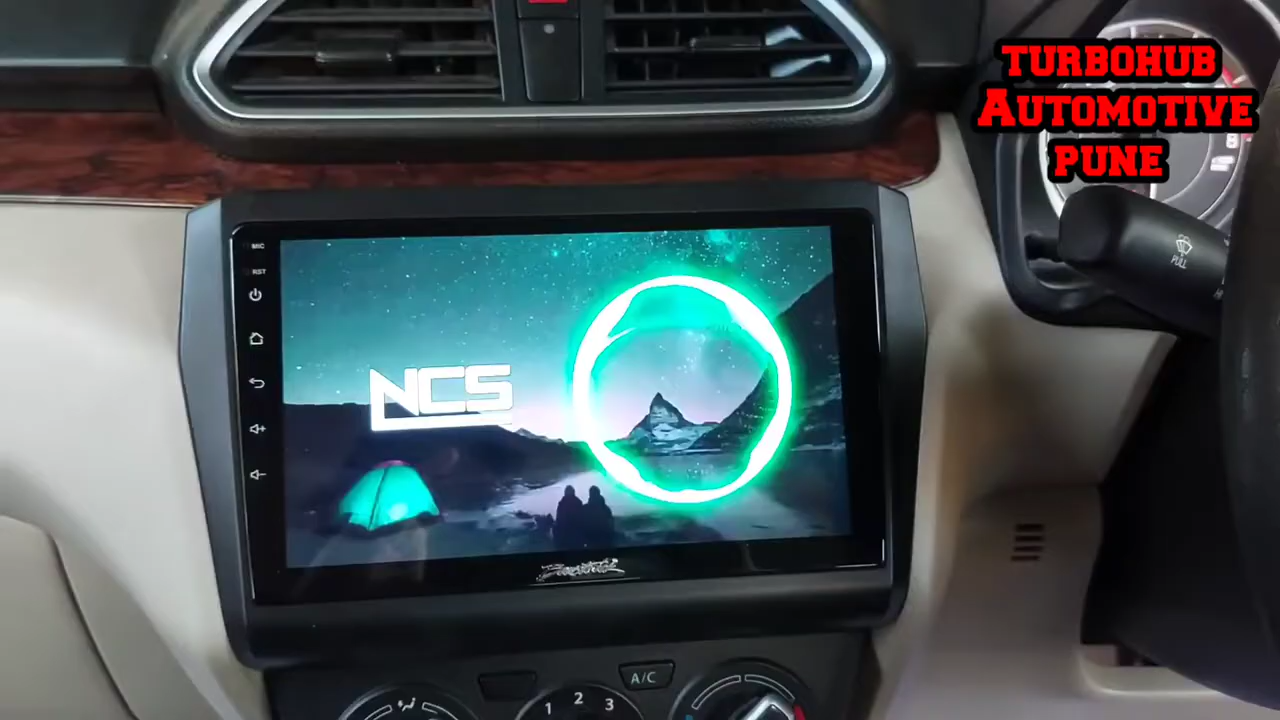 TURBOHUB
AUTOMOTIVE
PUNE
MIC
RST
NCS
PULL
A/C
1 2 3